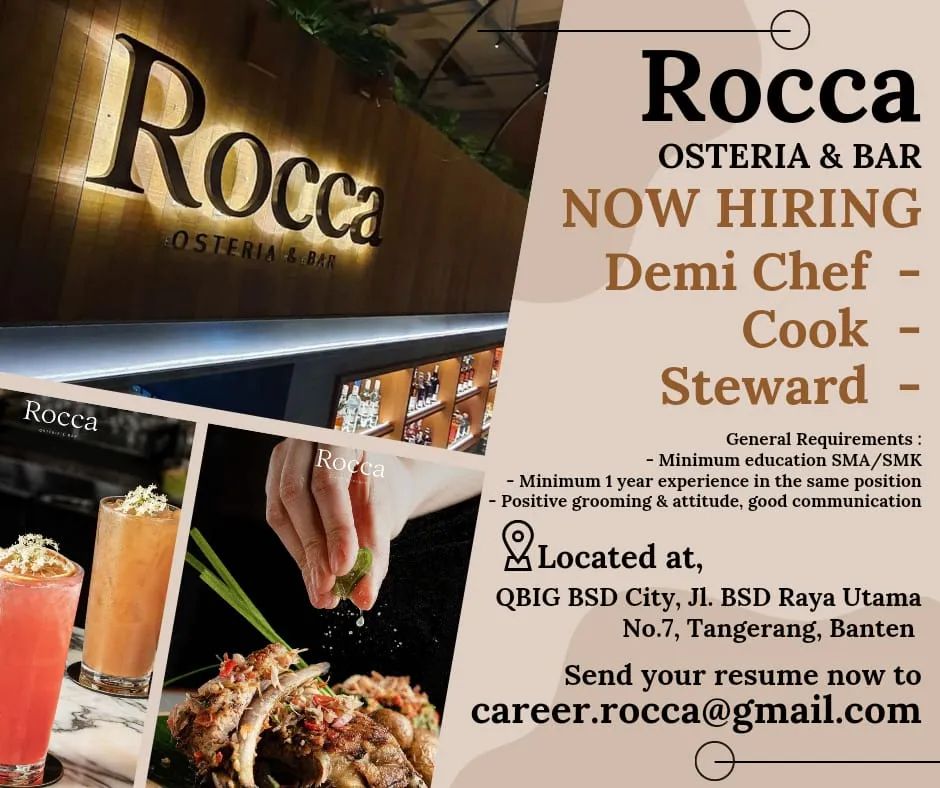 Rocca
OSTERIA & BAR
Rocca
OSTERIA & BAR
NOW HIRING
Demi Chef -
Cook -
Steward -
General Requirements :
- Minimum education SMA/SMK
- Minimum 1 year experience in the same position
- Positive grooming & attitude, good communication
Located at,
QBIG BSD City, Jl. BSD Raya Utama
No.7, Tangerang, Banten
Send your resume now to
career.rocca@gmail.com
Rocca
OSTERIA & BAR
Rocca